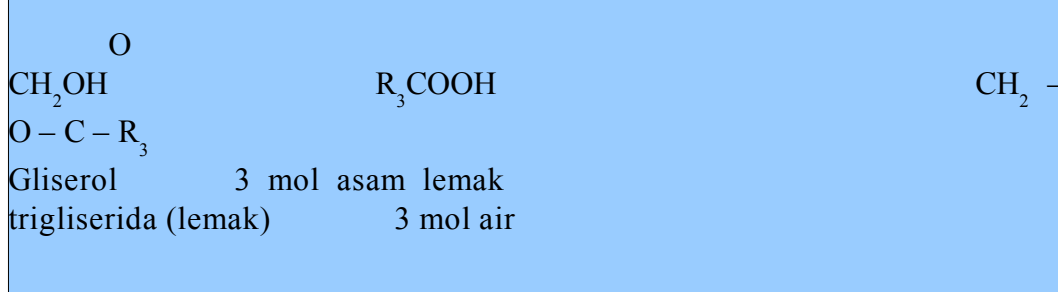 O
CH₂OH R₃COOH CH₂ –
O – C – R₃
Gliserol 3 mol asam lemak
trigliserida (lemak) 3 mol air